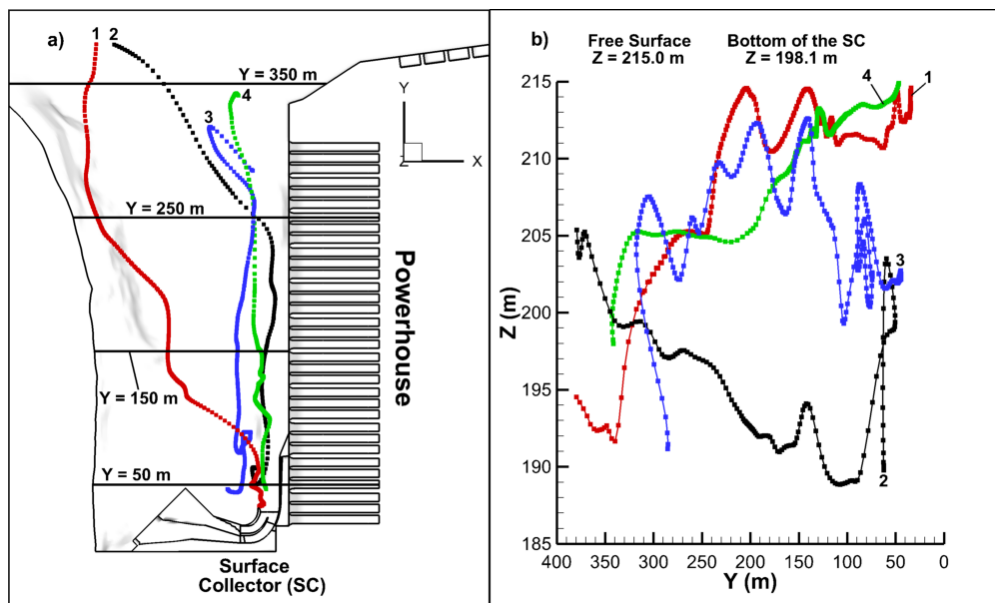 a)
1 2
Y = 350 m
4
3
Y
X
Z
Y = 250 m
Powerhouse
Y = 150 m
Y = 50 m
Surface
Collector (SC)
b)
Free Surface
Z = 215.0 m
Bottom of the SC
Z = 198.1 m
4
1
3
2
215
210
205
200
195
190
185
Z (m)
400
350
300
250
200
150
100
50
0
Y (m)